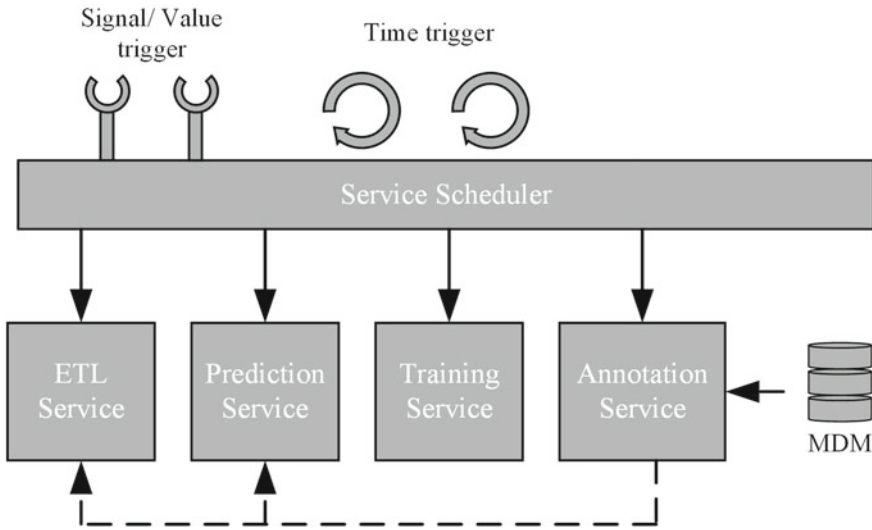 Signal/ Value
trigger
Time trigger
Service Scheduler
ETL
Service
Prediction
Service
Training
Service
Annotation
Service
MDM